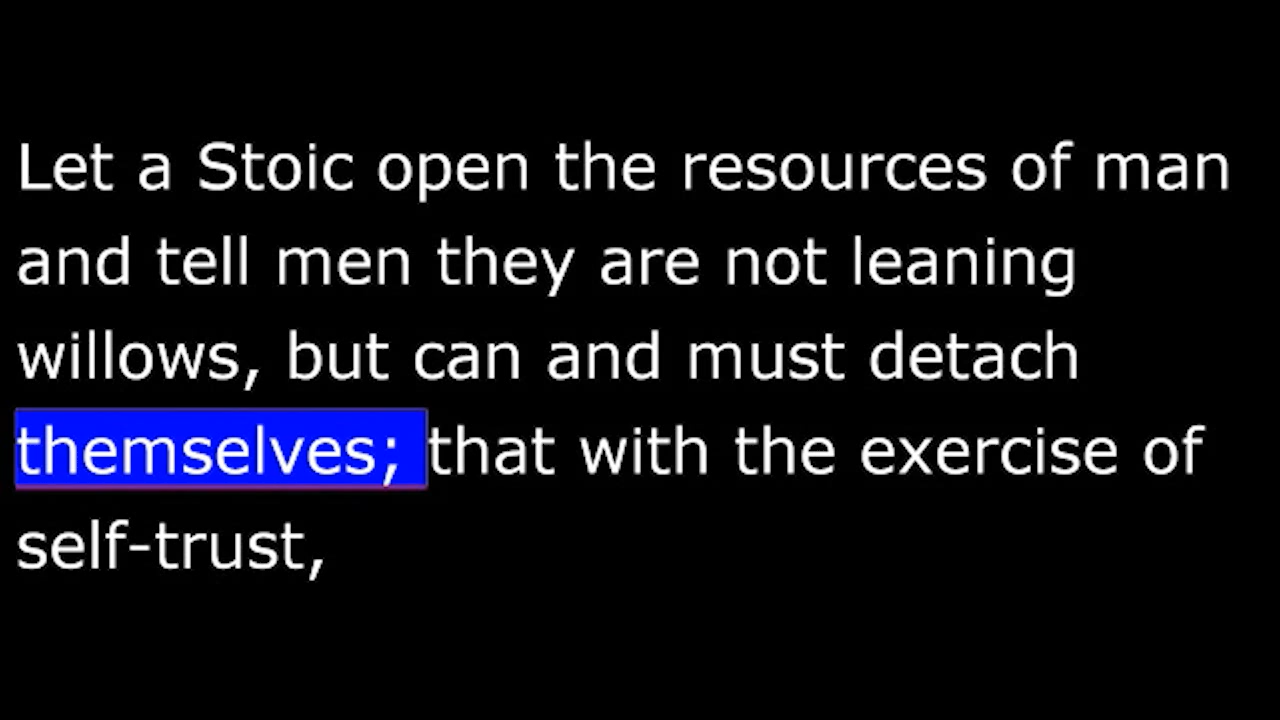 Let a Stoic open the resources of man
and tell men they are not leaning
willows, but can and must detach
themselves; that with the exercise of
self-trust,